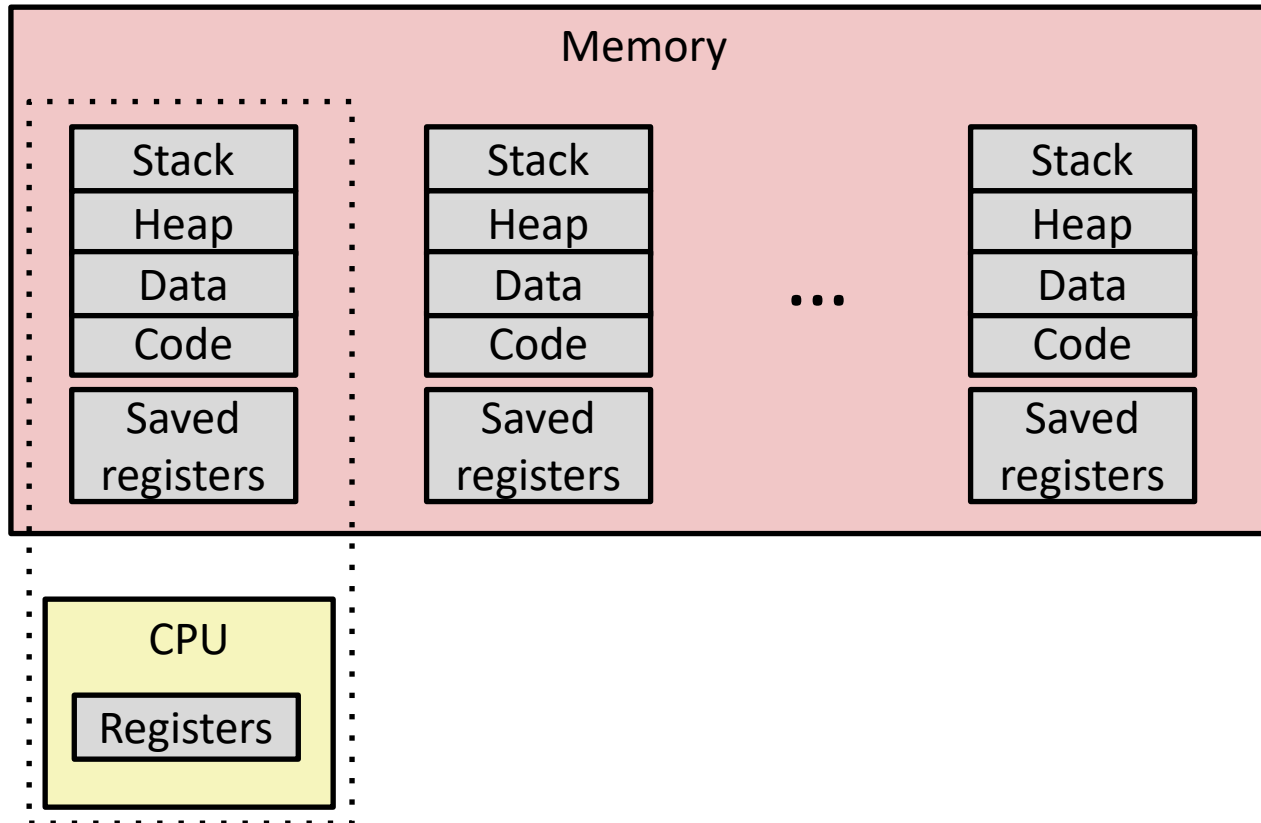 Memory
Stack
Heap
Data
Code
Saved
registers
Stack
Heap
Data
Code
Saved
registers
...
Stack
Heap
Data
Code
Saved
registers
CPU
Registers